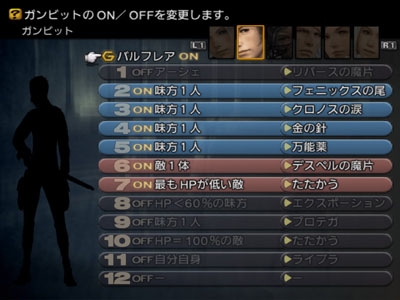 ガンビットのON／OFFを変更します。
ガンビット
L1
R1
G バルフレア ON
1 OFF アーシェ ▶リバースの魔片
2 ON 味方1人 ▶フェニックスの尾
3 ON 味方1人 ▶クロノスの涙
4 ON 味方1人 ▶金の針
5 ON 味方1人 ▶万能薬
6 ON 敵1体 ▶デスペルの魔片
7 ON 最もHPが低い敵 ▶たたかう
8 OFF HP＜60％の味方 ▶エクスポーション
9 OFF 味方1人 ▶プロテガ
10 OFF HP＝100％の敵 ▶たたかう
11 OFF 自分自身 ▶ライブラ
12 OFF － ▶－